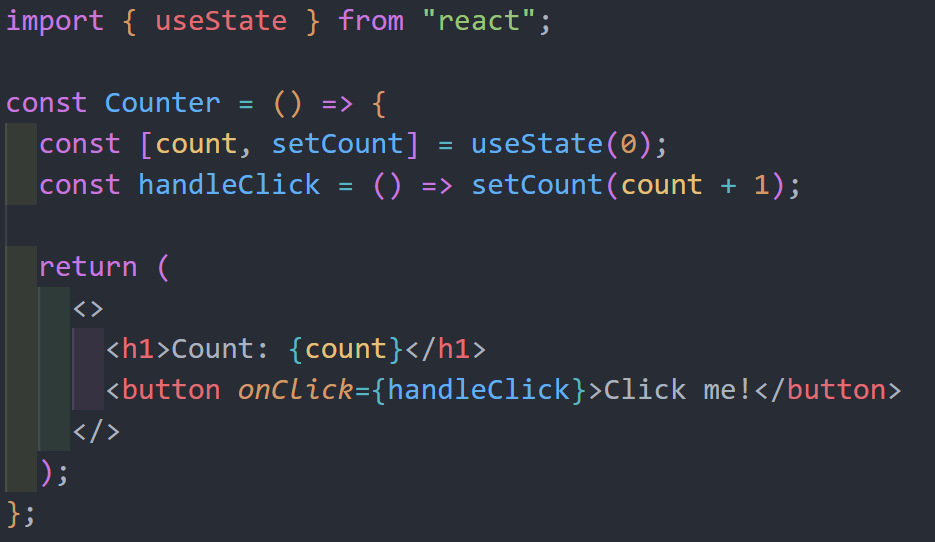 import { useState } from "react";
const Counter = () => {
const [count, setCount] = useState(0);
const handleClick = () => setCount(count + 1);
return (
<>
<h1>Count: {count}</h1>
<button onClick={handleClick}>Click me!</button>
</>
);
};